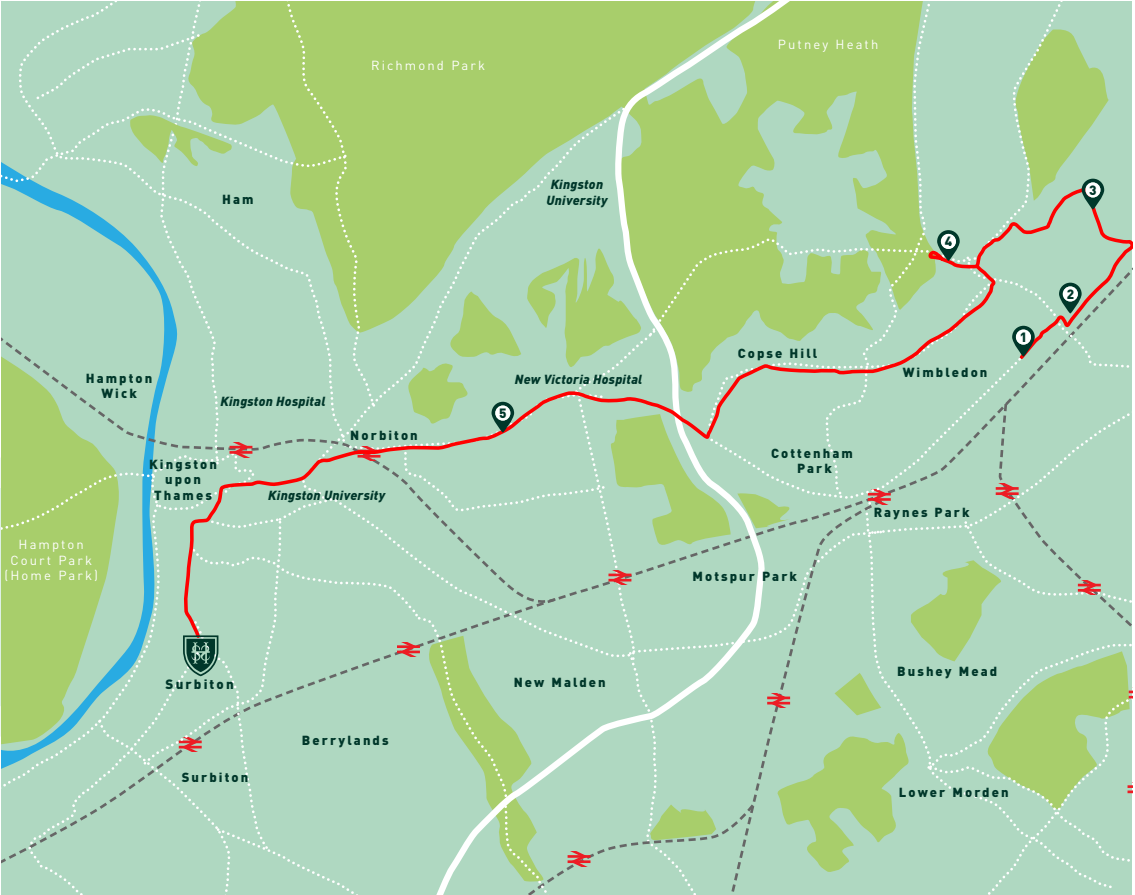 Richmond Park
Putney Heath
Ham
Kingston
University
3
4
2
1
Copse Hill
Wimbledon
Hampton
Wick
Kingston Hospital
New Victoria Hospital
5
Norbiton
Kingston
upon
Thames
Kingston University
Cottenham
Park
Raynes Park
Hampton
Court Park
(Home Park)
Motspur Park
Surbiton
New Malden
Bushey Mead
Berrylands
Surbiton
Lower Morden